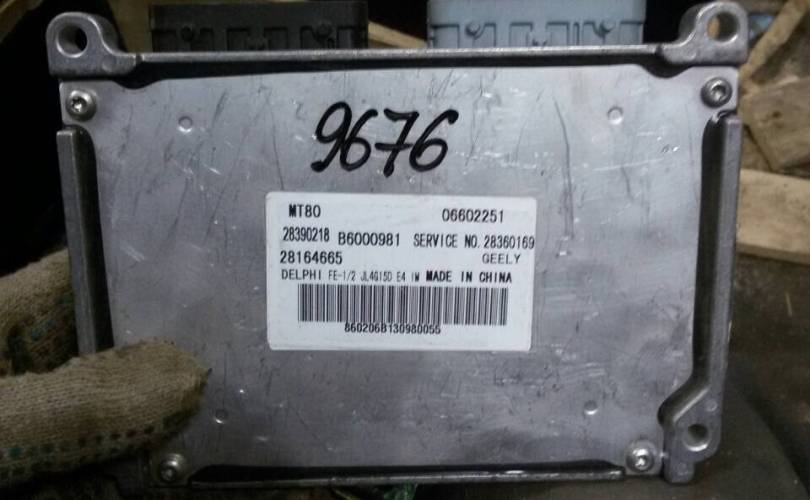 9676
MT80 06602251
28390218 B6000981 SERVICE NO. 28360169
28164665 GEELY
DELPHI FE-1/2 JL4G15D E4 IW MADE IN CHINA
860206B130980055